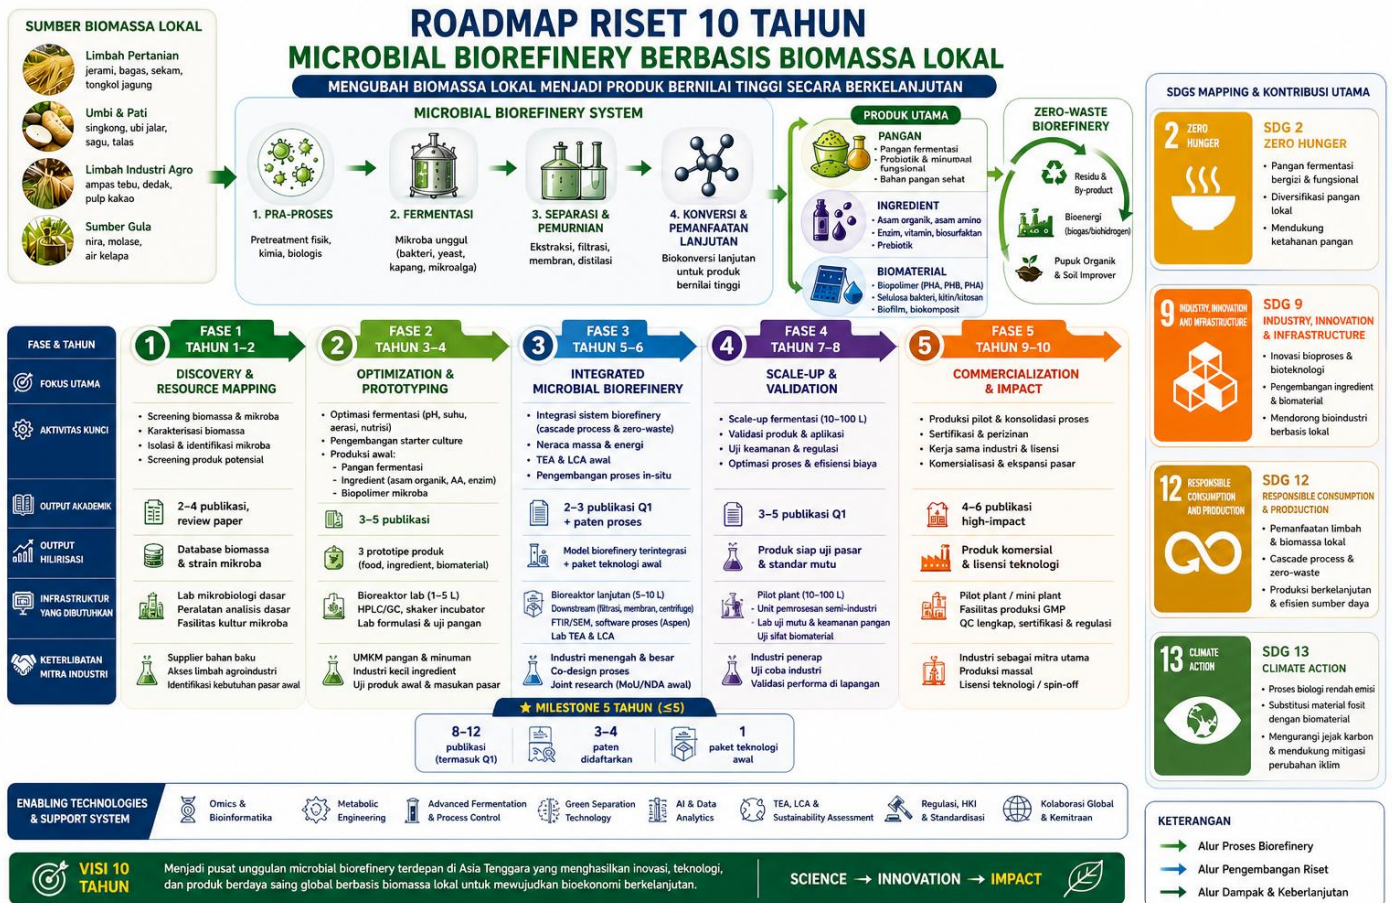 ROADMAP RISET 10 TAHUN
MICROBIAL BIOREFINERY BERBASIS BIOMASSA LOKAL
MENGUBAH BIOMASSA LOKAL MENJADI PRODUK BERNILAI TINGGI SECARA BERKELANJUTAN
SUMBER BIOMASSA LOKAL
Limbah Pertanian
jerami, bagas, sekam,
tongkol jagung
Umbi & Pati
singkong, ubi jalar,
sagu, talas
Limbah Industri Agro
ampas tebu, dedak,
pulp kakao
Sumber Gula
nira, molase,
air kelapa
MICROBIAL BIOREFINERY SYSTEM
1. PRA-PROSES
Pretreatment fisik,
kimia, biologis
2. FERMENTASI
Mikroba unggul
(bakteri, yeast,
kapang, mikroalga)
3. SEPARASI &
PEMURNIAN
Ekstraksi, filtrasi,
membran, distilasi
4. KONVERSI &
PEMANFAATAN
LANJUTAN
Biokonversi lanjutan
untuk produk
bernilai tinggi
PRODUK UTAMA
PANGAN
• Pangan fermentasi
• Probiotik & minumaıl
fungsional
• Bahan pangan sehat
INGREDIENT
• Asam organik, asam amino
• Enzim, vitamin, biosurfaktan
• Prebiotik
BIOMATERIAL
• Biopolimer (PHA, PHB, PHA)
• Selulosa bakteri, kitin/kitosan
• Biofilm, biokomposit
ZERO-WASTE
BIOREFINERY
Residu &
By-product
Bioenergi
(biogas/biohidrogen)
Pupuk Organik
& Soil Improver
FASE & TAHUN
FOKUS UTAMA
AKTIVITAS KUNCI
OUTPUT AKADEMIK
OUTPUT
HILIRISASI
INFRASTRUKTUR
YANG DIBUTUHKAN
KETERLIBATAN
MITRA INDUSTRI
1
FASE 1
TAHUN 1–2
DISCOVERY &
RESOURCE MAPPING
• Screening biomassa & mikroba
• Karakterisasi biomassa
• Isolasi & identifikasi mikroba
• Screening produk potensial
2–4 publikasi,
review paper
Database biomassa
& strain mikroba
Lab mikrobiologi dasar
Peralatan analisis dasar
Fasilitas kultur mikroba
Supplier bahan baku
Akses limbah agroindustri
Identifikasi kebutuhan pasar awal
2
FASE 2
TAHUN 3–4
OPTIMIZATION &
PROTOTYPING
• Optimasi fermentasi (pH, suhu,
aerasi, nutrisi)
• Pengembangan starter culture
• Produksi awal:
- Pangan fermentasi
- Ingredient (asam organik, AA, enzim)
- Biopolimer mikroba
3–5 publikasi
3 prototipe produk
(food, ingredient, biomaterial)
Bioreaktor lab (1–5 L)
HPLC/GC, shaker incubator
Lab formulasi & uji pangan
UMKM pangan & minuman
Industri kecil ingredient
Uji produk awal & masukan pasar
3
FASE 3
TAHUN 5–6
INTEGRATED
MICROBIAL BIOREFINERY
• Integrasi sistem biorefinery
(cascade process & zero-waste)
• Neraca massa & energi
• TEA & LCA awal
• Pengembangan proses in-situ
2–3 publikasi Q1
+ paten proses
Model biorefinery terintegrasi
+ paket teknologi awal
Bioreaktor lanjutan (5–10 L)
Downstream (filtrasi, membran, centrifuge)
FTIR/SEM, software proses (Aspen)
Lab TEA & LCA
Industri menengah & besar
Co-design proses
Joint research (MoU/NDA awal)
4
FASE 4
TAHUN 7–8
SCALE-UP &
VALIDATION
• Scale-up fermentasi (10–100 L)
• Validasi produk & aplikasi
• Uji keamanan & regulasi
• Optimasi proses & efisiensi biaya
3–5 publikasi Q1
Produk siap uji pasar
& standar mutu
Pilot plant (10–100 L)
- Unit pemrosesan semi-industri
- Lab uji mutu & keamanan pangan
Uji sifat biomaterial
Industri penerap
Uji coba industri
Validasi performa di lapangan
5
FASE 5
TAHUN 9–10
COMMERCIALIZATION
& IMPACT
• Produksi pilot & konsolidasi proses
• Sertifikasi & perizinan
• Kerja sama industri & lisensi
• Komersialisasi & ekspansi pasar
4–6 publikasi
high-impact
Produk komersial
& lisensi teknologi
Pilot plant / mini plant
Fasilitas produksi GMP
QC lengkap, sertifikasi & regulasi
Industri sebagai mitra utama
Produksi massal
Lisensi teknologi / spin-off
MILESTONE 5 TAHUN (≤5)
8–12
publikasi
(termasuk Q1)
3–4
paten
didaftarkan
1
paket teknologi
awal
ENABLING TECHNOLOGIES
& SUPPORT SYSTEM
Omics &
Bioinformatika
Metabolic
Engineering
Advanced Fermentation
& Process Control
Green Separation
Technology
AI & Data
Analytics
TEA, LCA &
Sustainability Assessment
Regulasi, HKI
& Standardisasi
Kolaborasi Global
& Kemitraan
VISI 10
TAHUN
Menjadi pusat unggulan microbial biorefinery terdepan di Asia Tenggara yang menghasilkan inovasi, teknologi,
dan produk berdaya saing global berbasis biomassa lokal untuk mewujudkan bioekonomi berkelanjutan.
SCIENCE → INNOVATION → IMPACT
SDGS MAPPING & KONTRIBUSI UTAMA
2 ZERO
HUNGER
SDG 2
ZERO HUNGER
• Pangan fermentasi
bergizi & fungsional
• Diversifikasi pangan
lokal
• Mendukung
ketahanan pangan
9 INDUSTRY, INNOVATION
AND INFRASTRUCTURE
SDG 9
INDUSTRY, INNOVATION
& INFRASTRUCTURE
• Inovasi bioproses &
bioteknologi
• Pengembangan ingredient
& biomaterial
• Mendorong bioindustri
berbasis lokal
12 RESPONSIBLE
CONSUMPTION
AND PRODUCTION
SDG 12
RESPONSIBLE CONSUMPTION
& PRODUCTION
• Pemanfaatan limbah
& biomassa lokal
• Cascade process &
zero-waste
• Produksi berkelanjutan
& efisien sumber daya
13 CLIMATE
ACTION
SDG 13
CLIMATE ACTION
• Proses biologi rendah emisi
• Substitusi material fosit
dengan biomaterial
• Mengurangi jejak karbon
& mendukung mitigasi
perubahan iklim
KETERANGAN
Alur Proses Biorefinery
Alur Pengembangan Riset
Alur Dampak & Keberlanjutan